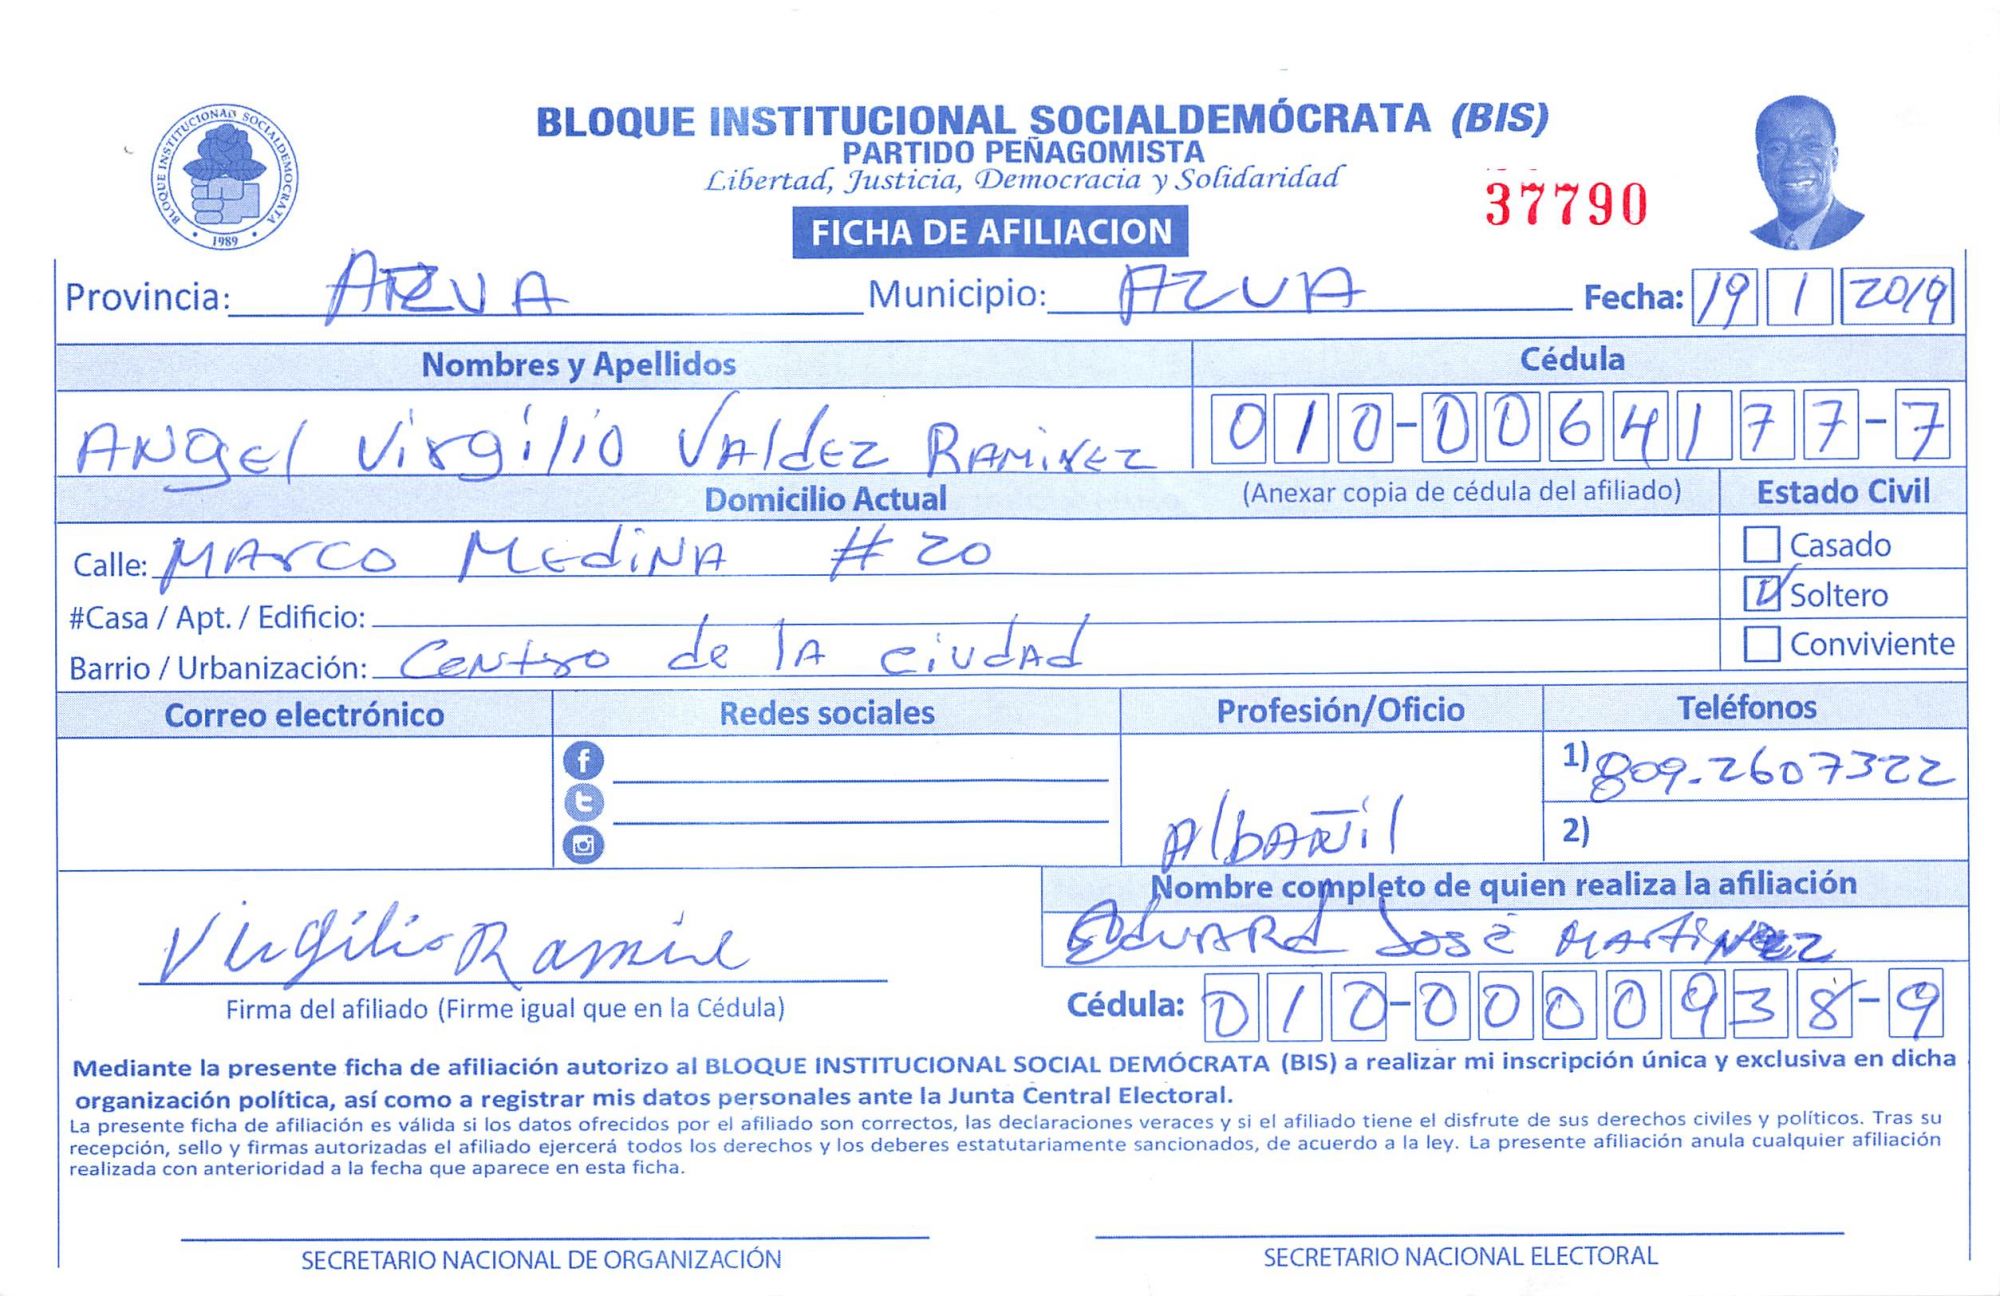 BLOQUE INSTITUCIONAL SOCIALDEMOCRATA
1989
BLOQUE INSTITUCIONAL SOCIALDEMÓCRATA (BIS)
PARTIDO PEÑAGOMISTA
Libertad, Justicia, Democracia y Solidaridad
37790
FICHA DE AFILIACION
Provincia: AZUA Municipio: AZUA Fecha: 19 1 2019
Nombres y Apellidos Cédula
ANgel Virgilio VAldez RAMirez 010-0064177-7
Domicilio Actual (Anexar copia de cédula del afiliado) Estado Civil
Calle: MArco MEdiNA # 20 Casado
#Casa / Apt. / Edificio: Soltero
Barrio / Urbanización: Centro de lA ciudAd Conviviente
Correo electrónico Redes sociales Profesión/Oficio Teléfonos
1) 809-2607322
AlbAñil 2)
Nombre completo de quien realiza la afiliación
Virgilio Ramire EduARd José MArtiNez
Firma del afiliado (Firme igual que en la Cédula) Cédula: 010-0000938-9
Mediante la presente ficha de afiliación autorizo al BLOQUE INSTITUCIONAL SOCIAL DEMÓCRATA (BIS) a realizar mi inscripción única y exclusiva en dicha
organización política, así como a registrar mis datos personales ante la Junta Central Electoral.
La presente ficha de afiliación es válida si los datos ofrecidos por el afiliado son correctos, las declaraciones veraces y si el afiliado tiene el disfrute de sus derechos civiles y políticos. Tras su
recepción, sello y firmas autorizadas el afiliado ejercerá todos los derechos y los deberes estatutariamente sancionados, de acuerdo a la ley. La presente afiliación anula cualquier afiliación
realizada con anterioridad a la fecha que aparece en esta ficha.
SECRETARIO NACIONAL DE ORGANIZACIÓN SECRETARIO NACIONAL ELECTORAL